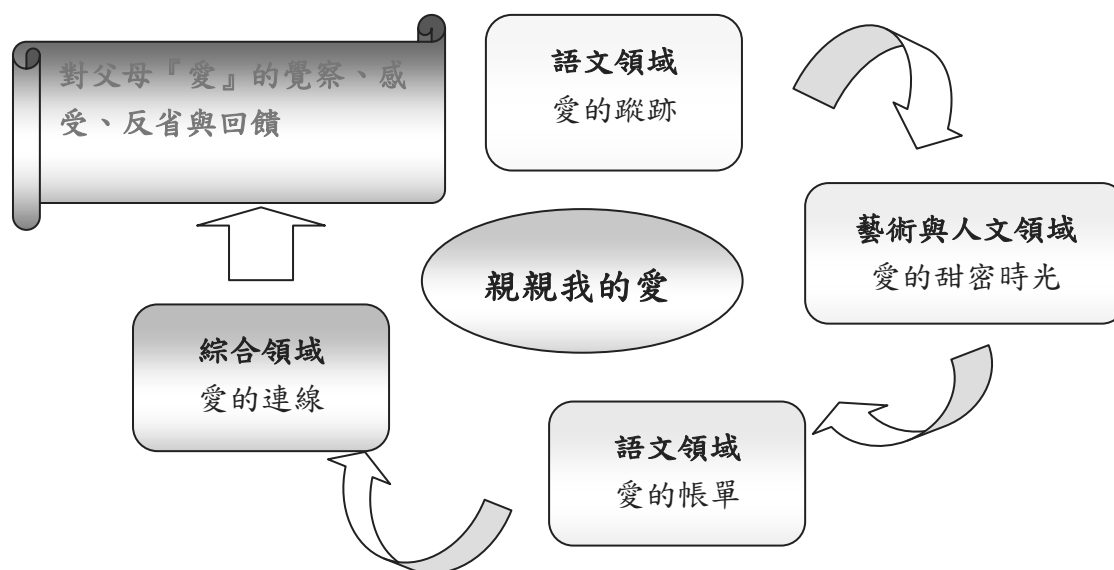 對父母『愛』的覺察、感
受、反省與回饋
語文領域
愛的蹤跡
藝術與人文領域
愛的甜密時光
親親我的愛
綜合領域
愛的連線
語文領域
愛的帳單